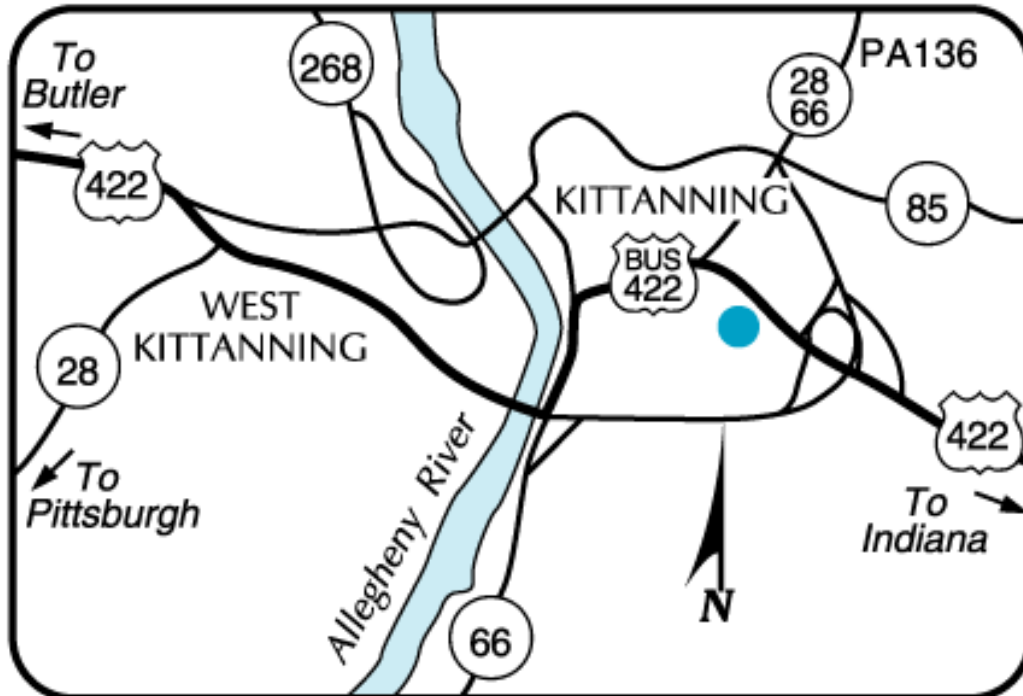 To
Butler
268
PA136
28
66
422
KITTANNING
85
BUS
422
WEST
KITTANNING
28
422
To
Pittsburgh
To
Indiana
Allegheny River
N
66